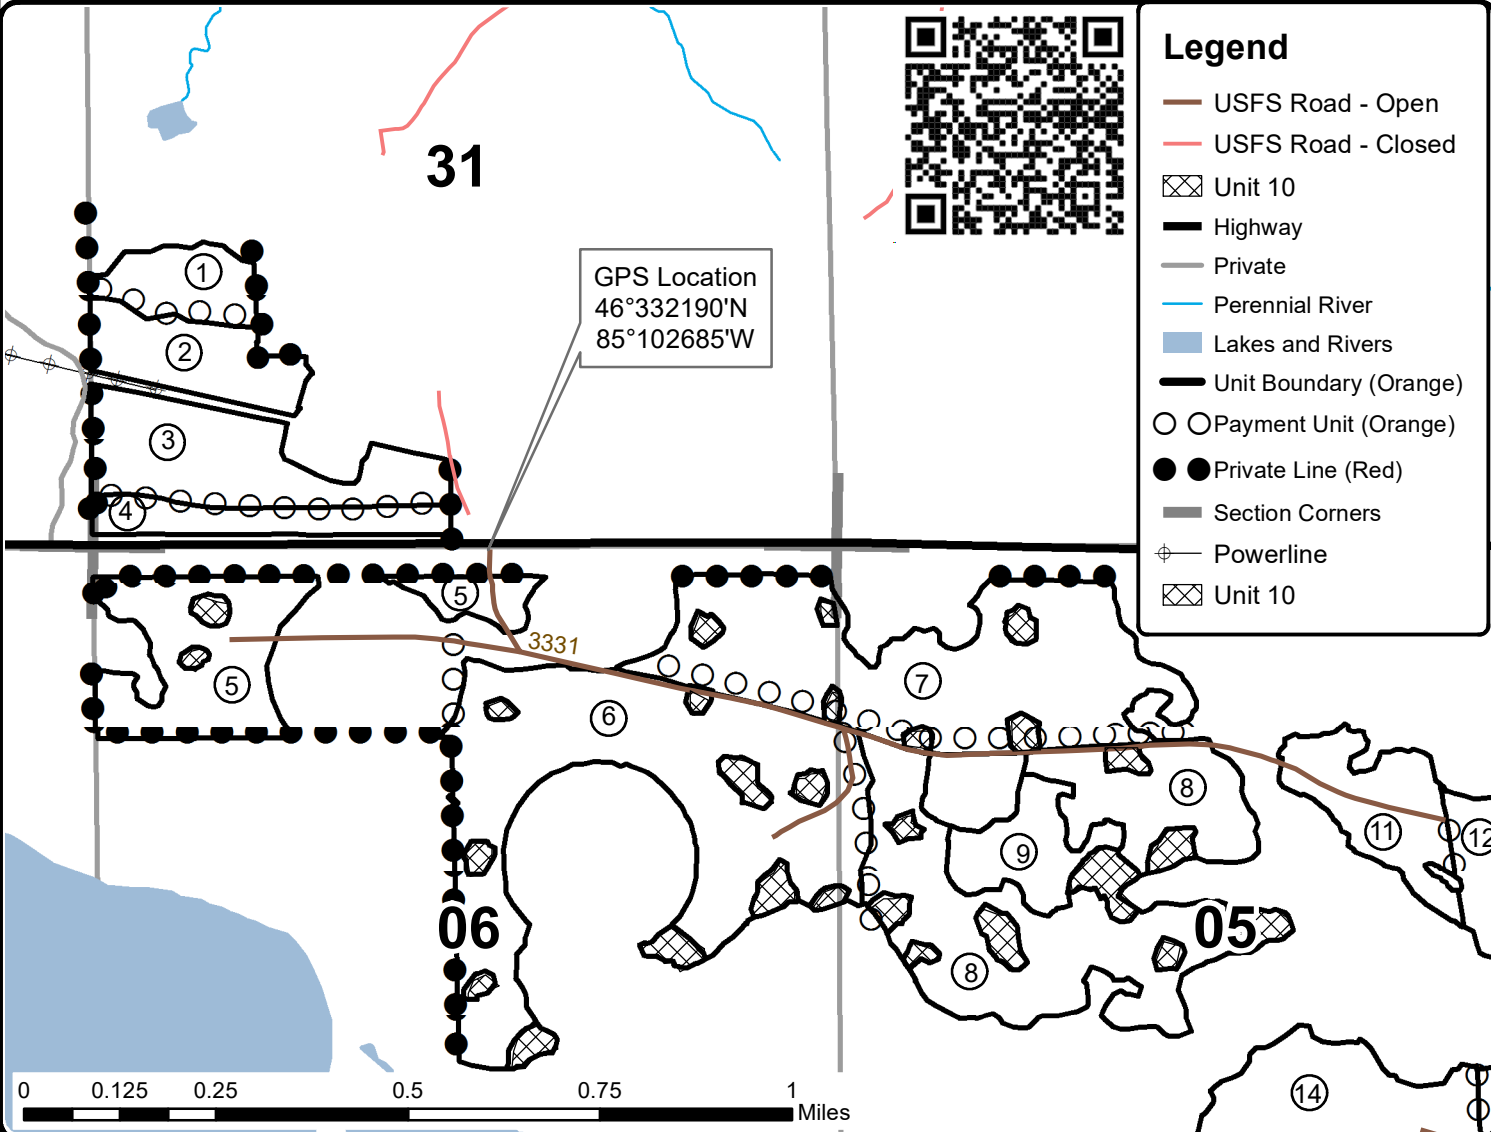 31
GPS Location
46°332190'N
85°102685'W
Legend
USFS Road - Open
USFS Road - Closed
Unit 10
Highway
Private
Perennial River
Lakes and Rivers
Unit Boundary (Orange)
Payment Unit (Orange)
Private Line (Red)
Section Corners
Powerline
Unit 10
1
2
3
4
5
3331
5
6
7
8
9
11
12
06
05
8
14
0 0.125 0.25 0.5 0.75 1
Miles